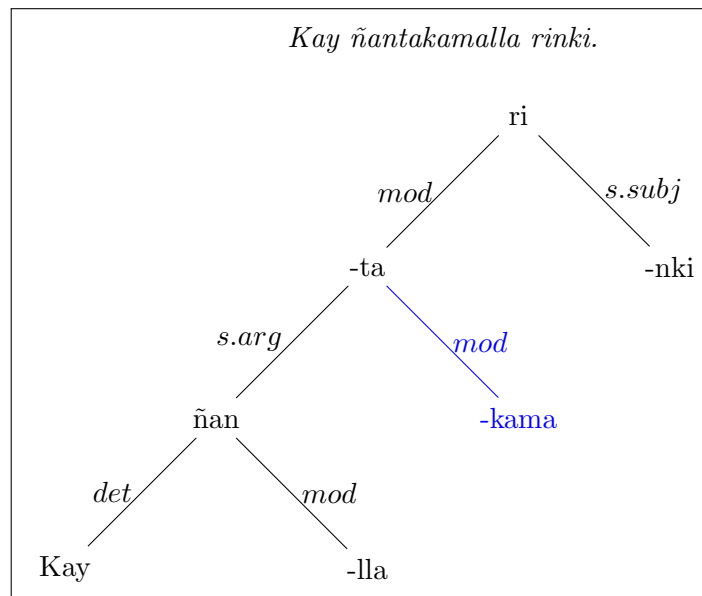 Kay ñantakamalla rinki.
ri
mod s.subj
-ta -nki
s.arg mod
ñan -kama
det mod
Kay -lla